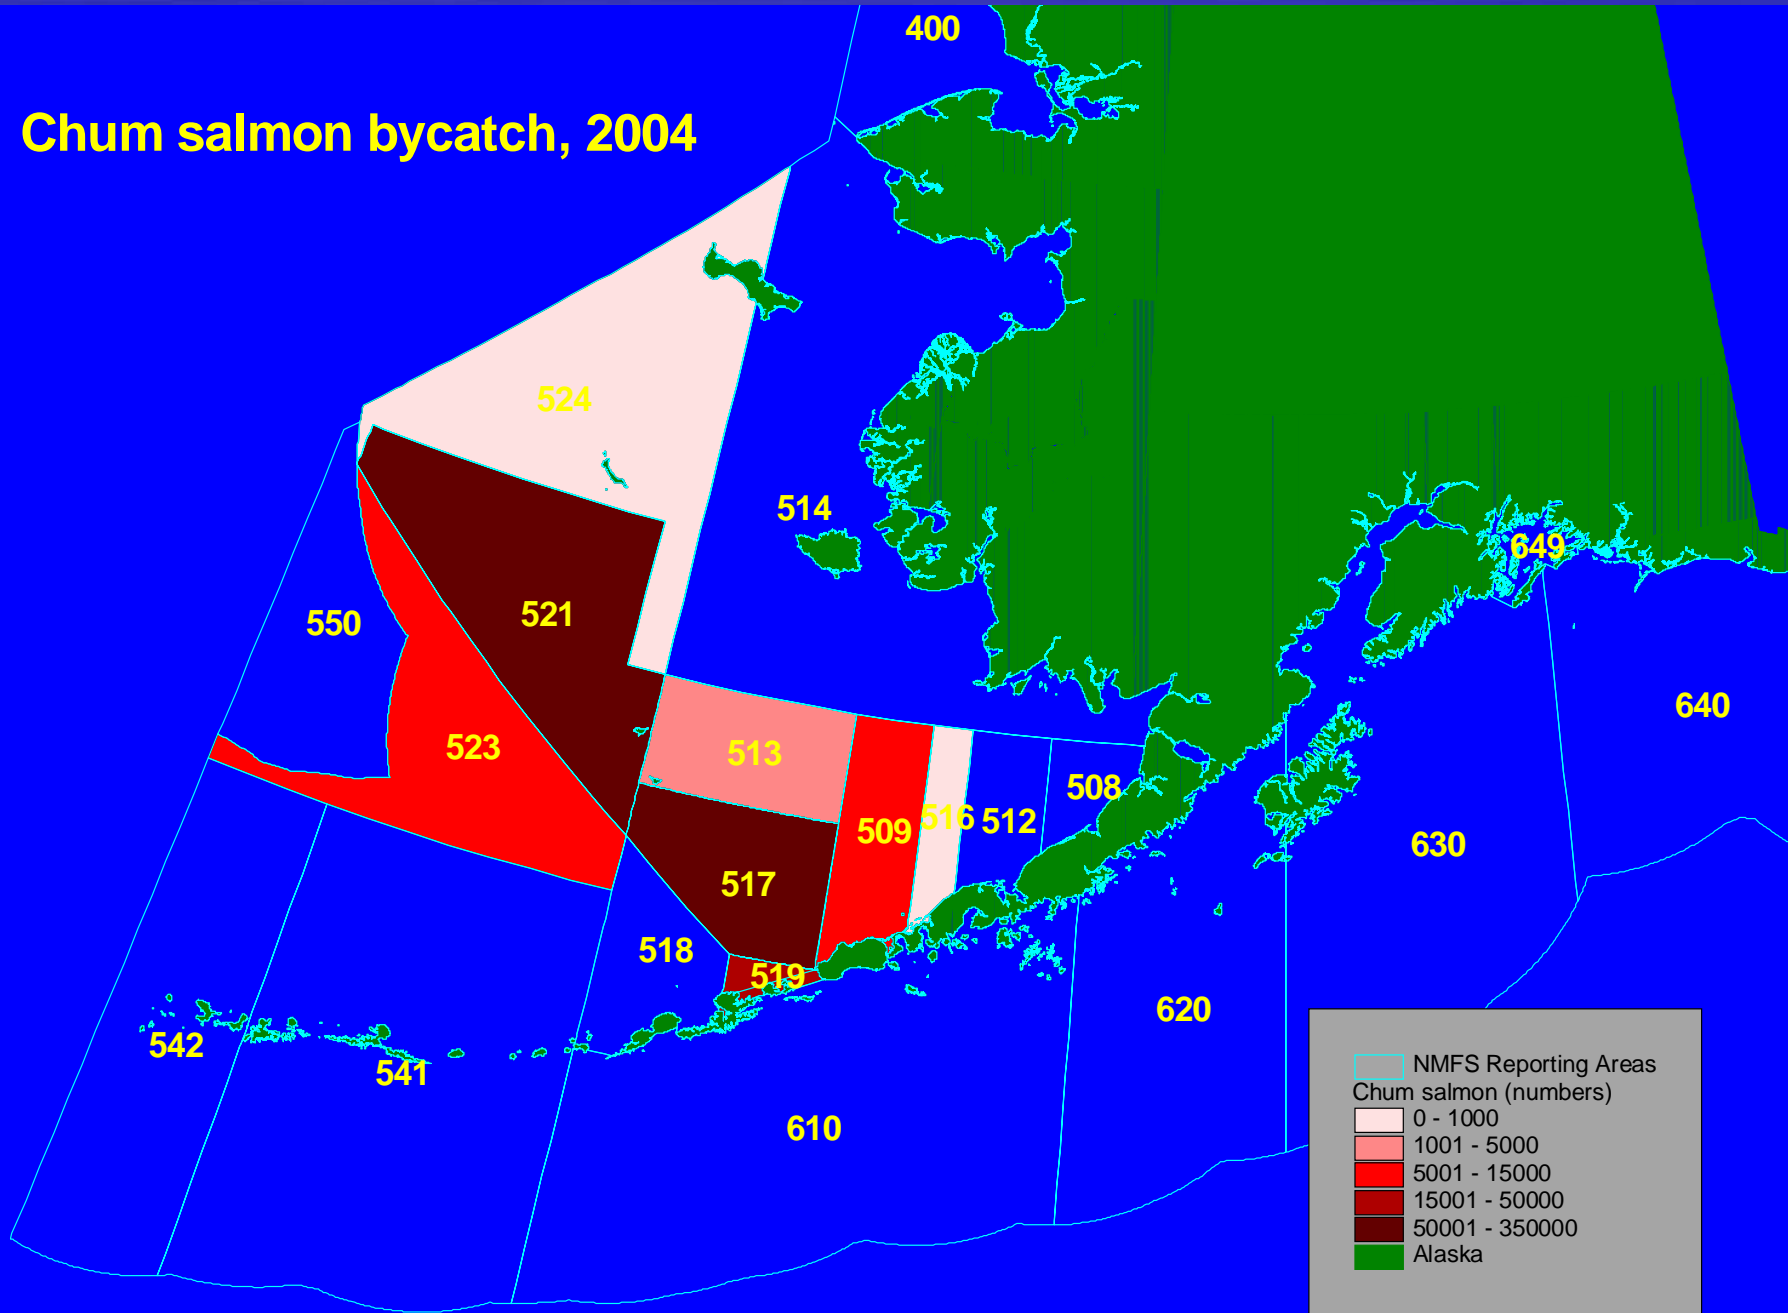 400
Chum salmon bycatch, 2004
524
514
649
550
521
640
523
513
508
516
512
509
630
517
518
519
620
542
541
610
NMFS Reporting Areas
Chum salmon (numbers)
0 - 1000
1001 - 5000
5001 - 15000
15001 - 50000
50001 - 350000
Alaska